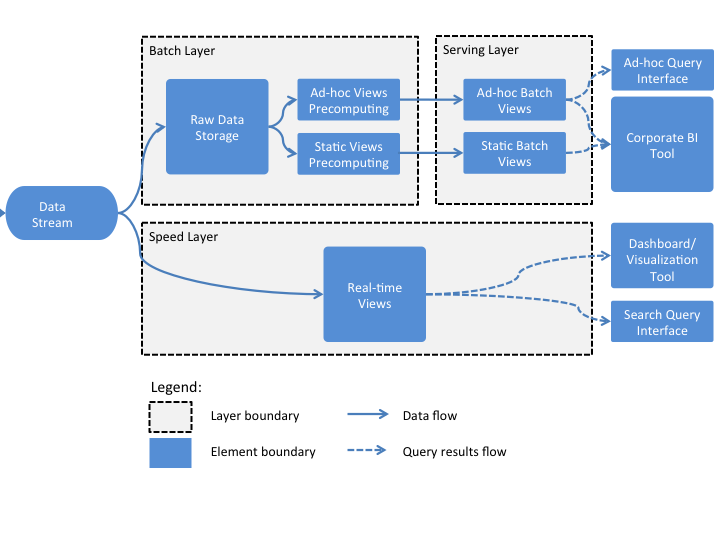 Batch Layer
Serving Layer
Ad-hoc Query
Interface
Raw Data
Storage
Ad-hoc Views
Precomputing
Ad-hoc Batch
Views
Corporate BI
Tool
Static Views
Precomputing
Static Batch
Views
Data
Stream
Speed Layer
Real-time
Views
Dashboard/
Visualization
Tool
Search Query
Interface
Legend:
Layer boundary
Data flow
Element boundary
Query results flow